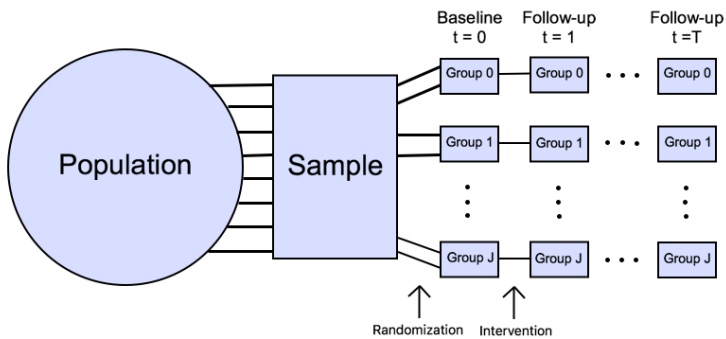 Baseline
t = 0
Follow-up
t = 1
Follow-up
t =T
Group 0
Group 0
Group 0
Population
Sample
Group 1
Group 1
Group 1
Group J
Group J
Group J
Randomization
Intervention